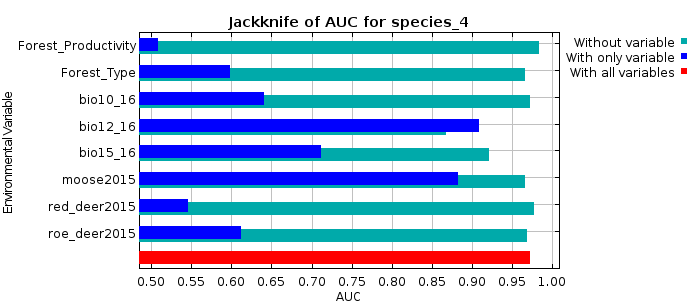 Jackknife of AUC for species_4
Environmental Variable
Forest_Productivity
Forest_Type
bio10_16
bio12_16
bio15_16
moose2015
red_deer2015
roe_deer2015
0.50 0.55 0.60 0.65 0.70 0.75 0.80 0.85 0.90 0.95 1.00
AUC
Without variable
With only variable
With all variables